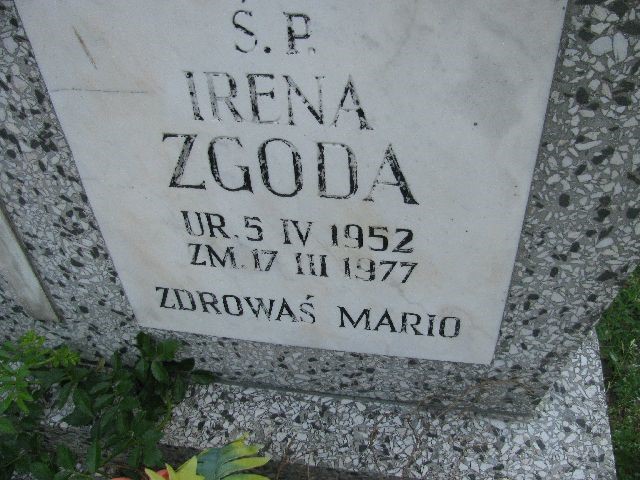 Ś.P.
IRENA
ZGODA
UR. 5 IV 1952
ZM. 17 III 1977
ZDROWAŚ MARIO